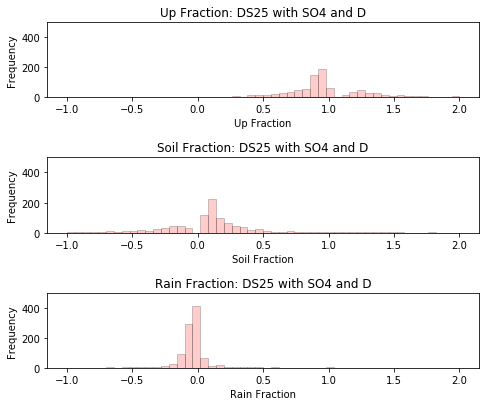 Up Fraction: DS25 with SO4 and D
Frequency
400
200
0
-1.0 -0.5 0.0 0.5 1.0 1.5 2.0
Up Fraction
Soil Fraction: DS25 with SO4 and D
Frequency
400
200
0
-1.0 -0.5 0.0 0.5 1.0 1.5 2.0
Soil Fraction
Rain Fraction: DS25 with SO4 and D
Frequency
400
200
0
-1.0 -0.5 0.0 0.5 1.0 1.5 2.0
Rain Fraction